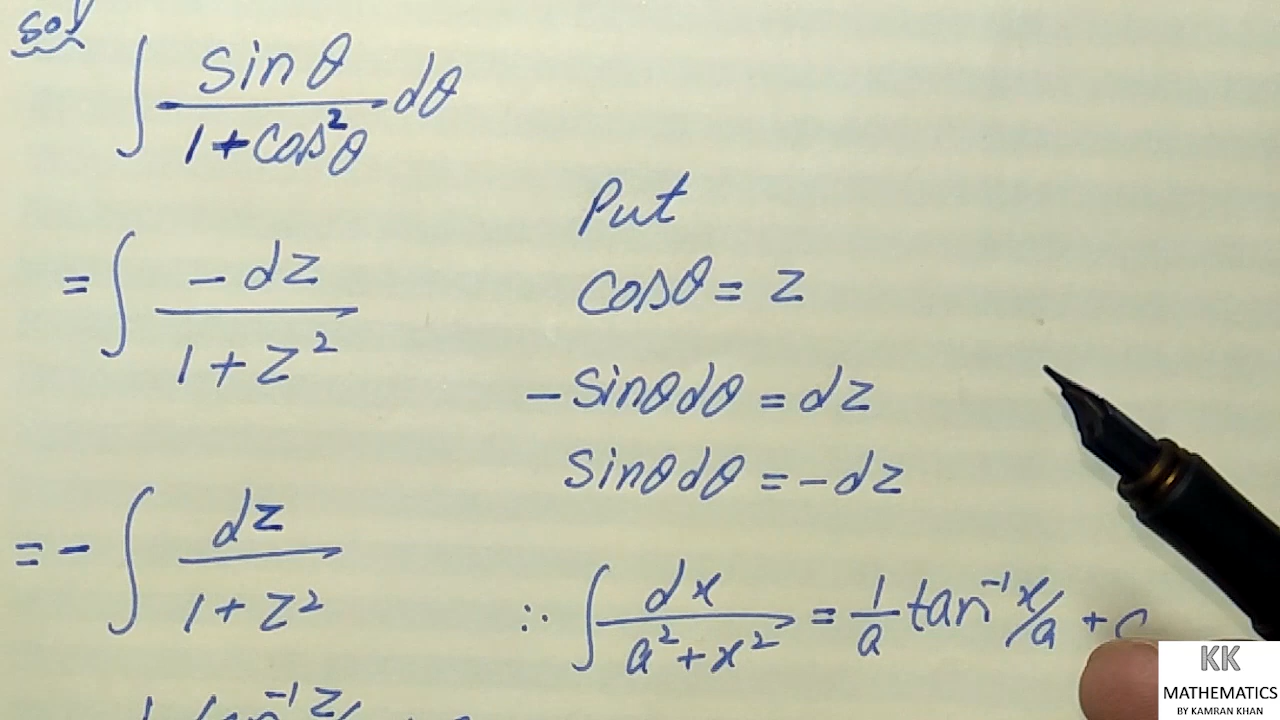 Sol
∫ sinθ / 1+cos²θ dθ
= ∫ -dz / 1+z²
= - ∫ dz / 1+z²
Put
cosθ = z
-sinθdθ = dz
sinθdθ = -dz
∵ ∫ dx / a²+x² = 1/a tan⁻¹ x/a + c
KK
MATHEMATICS
BY KAMRAN KHAN